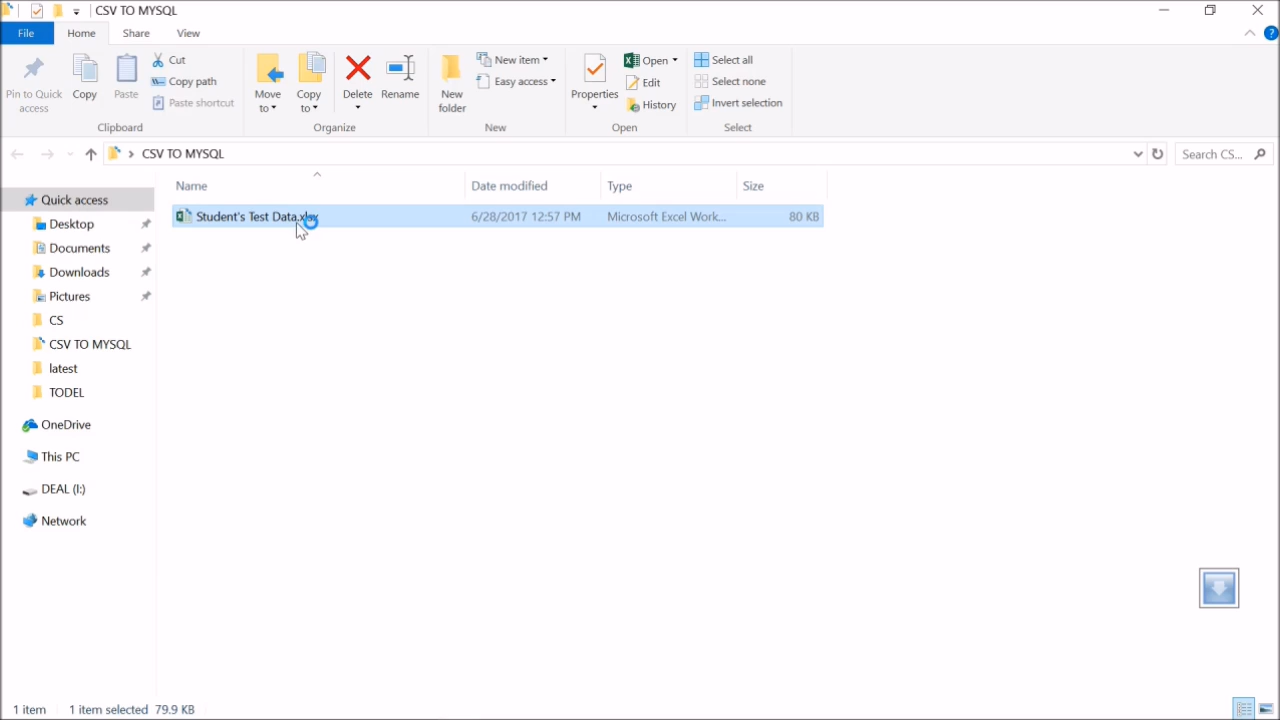 CSV TO MYSQL
File Home Share View
Pin to Quick access
Copy
Paste
Cut
Copy path
Paste shortcut
Clipboard
Move to
Copy to
Delete
Rename
Organize
New folder
New item
Easy access
New
Properties
Open
Edit
History
Open
Select all
Select none
Invert selection
Select
CSV TO MYSQL
Search CS...
Name Date modified Type Size
Student's Test Data.xlsx 6/28/2017 12:57 PM Microsoft Excel Work... 80 KB
Quick access
Desktop
Documents
Downloads
Pictures
CS
CSV TO MYSQL
latest
TODEL
OneDrive
This PC
DEAL (I:)
Network
1 item 1 item selected 79.9 KB